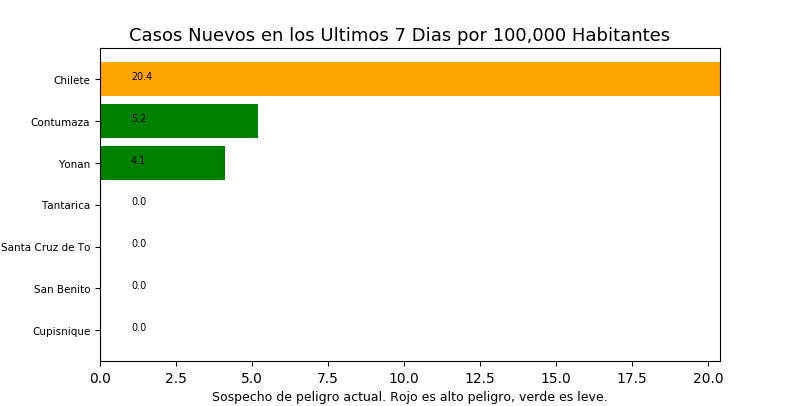 Casos Nuevos en los Ultimos 7 Dias por 100,000 Habitantes
Chilete 20.4
Contumaza 5.2
Yonan 4.1
Tantarica 0.0
Santa Cruz de To 0.0
San Benito 0.0
Cupisnique 0.0
0.0 2.5 5.0 7.5 10.0 12.5 15.0 17.5 20.0
Sospecho de peligro actual. Rojo es alto peligro, verde es leve.